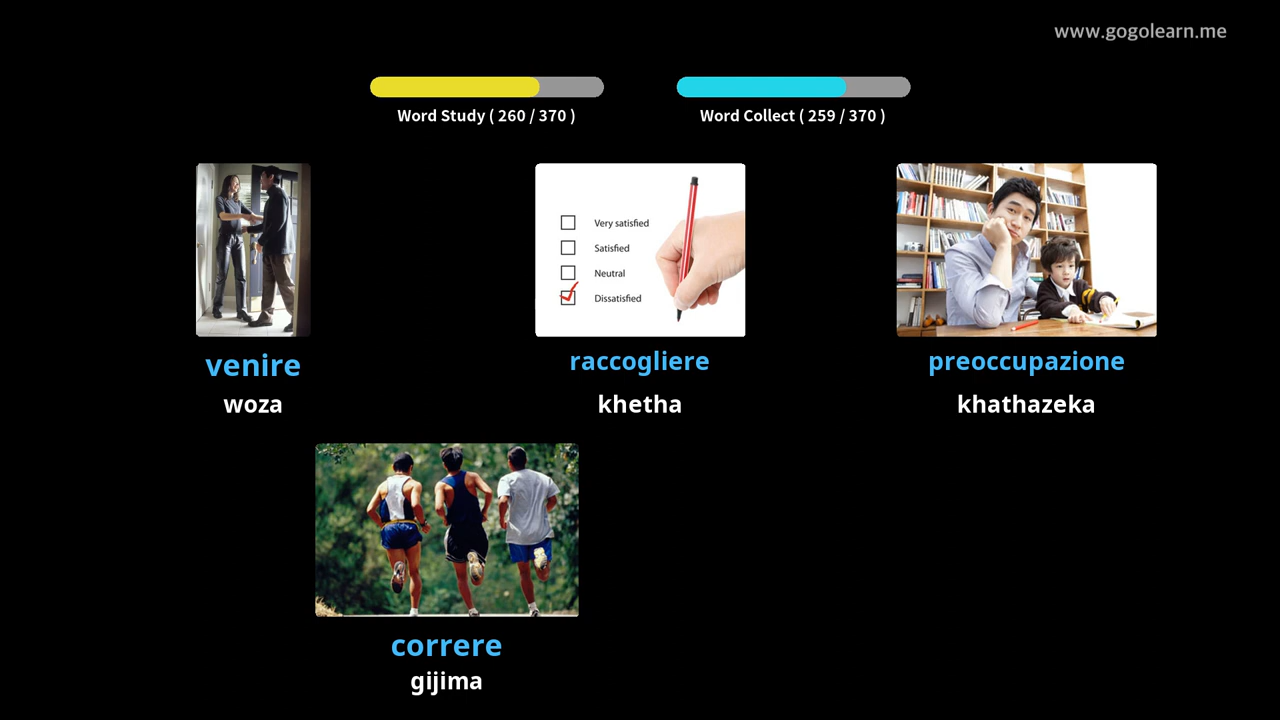 www.gogolearn.me
Word Study ( 260 / 370 )
Word Collect ( 259 / 370 )
Very satisfied
Satisfied
Neutral
Dissatisfied
venire
raccogliere
preoccupazione
woza
khetha
khathazeka
correre
gijima